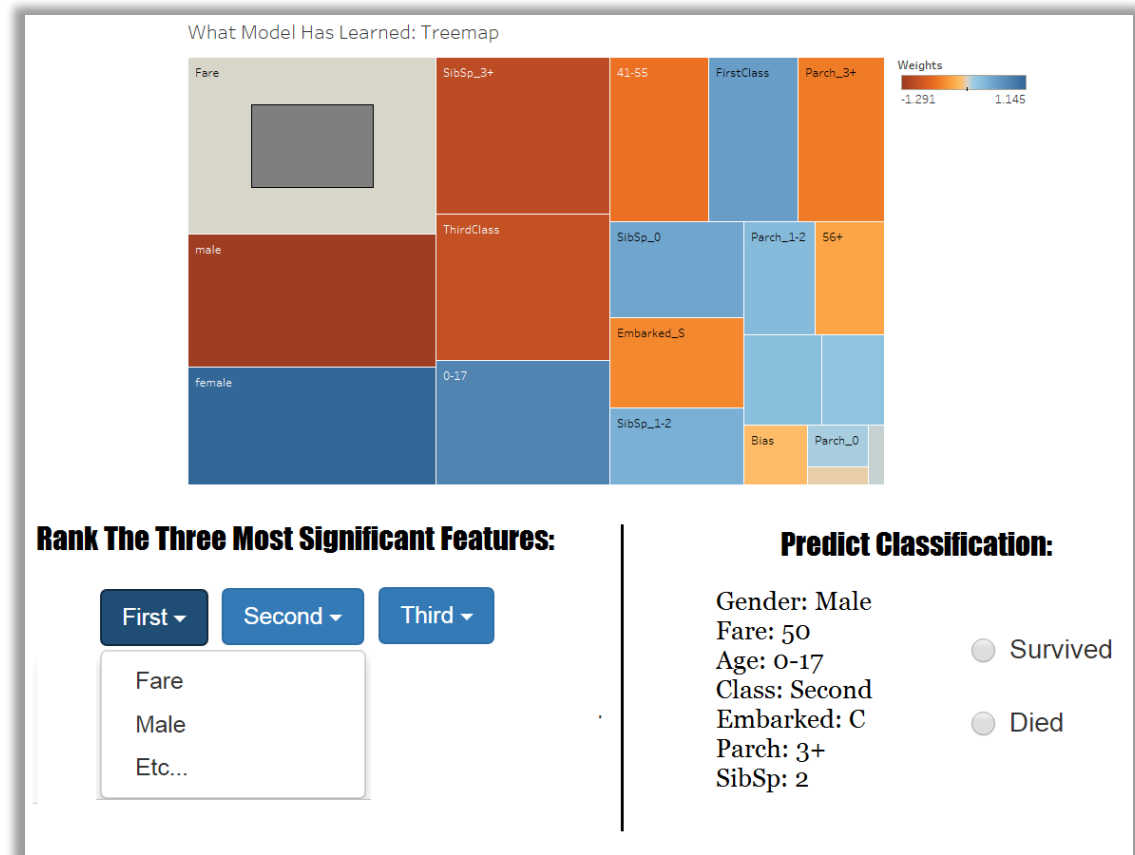 What Model Has Learned: Treemap
Fare
SibSp_3+
41-55
FirstClass
Parch_3+
Weights
-1.291
1.145
male
ThirdClass
SibSp_0
Parch_1-2
56+
Embarked_S
female
0-17
SibSp_1-2
Bias
Parch_0
Rank The Three Most Significant Features:
First
Second
Third
Fare
Male
Etc...
Predict Classification:
Gender: Male
Fare: 50
Age: 0-17
Class: Second
Embarked: C
Parch: 3+
SibSp: 2
Survived
Died